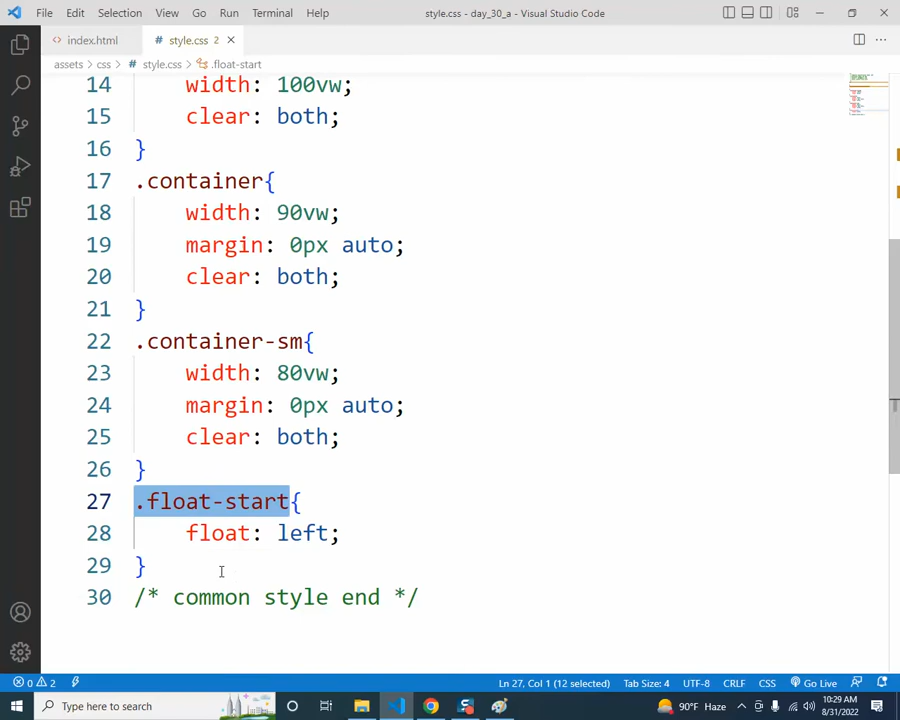 File Edit Selection View Go Run Terminal Help style.css - day_30_a - Visual Studio Code
<> index.html # style.css 2 ×
assets > css > # style.css > .float-start
14 width: 100vw;
15 clear: both;
16 }
17 .container{
18 width: 90vw;
19 margin: 0px auto;
20 clear: both;
21 }
22 .container-sm{
23 width: 80vw;
24 margin: 0px auto;
25 clear: both;
26 }
27 .float-start{
28 float: left;
29 }
30 /* common style end */
0 2 Ln 27, Col 1 (12 selected) Tab Size: 4 UTF-8 CRLF CSS Go Live
Type here to search 90°F Haze 10:29 AM
8/31/2022